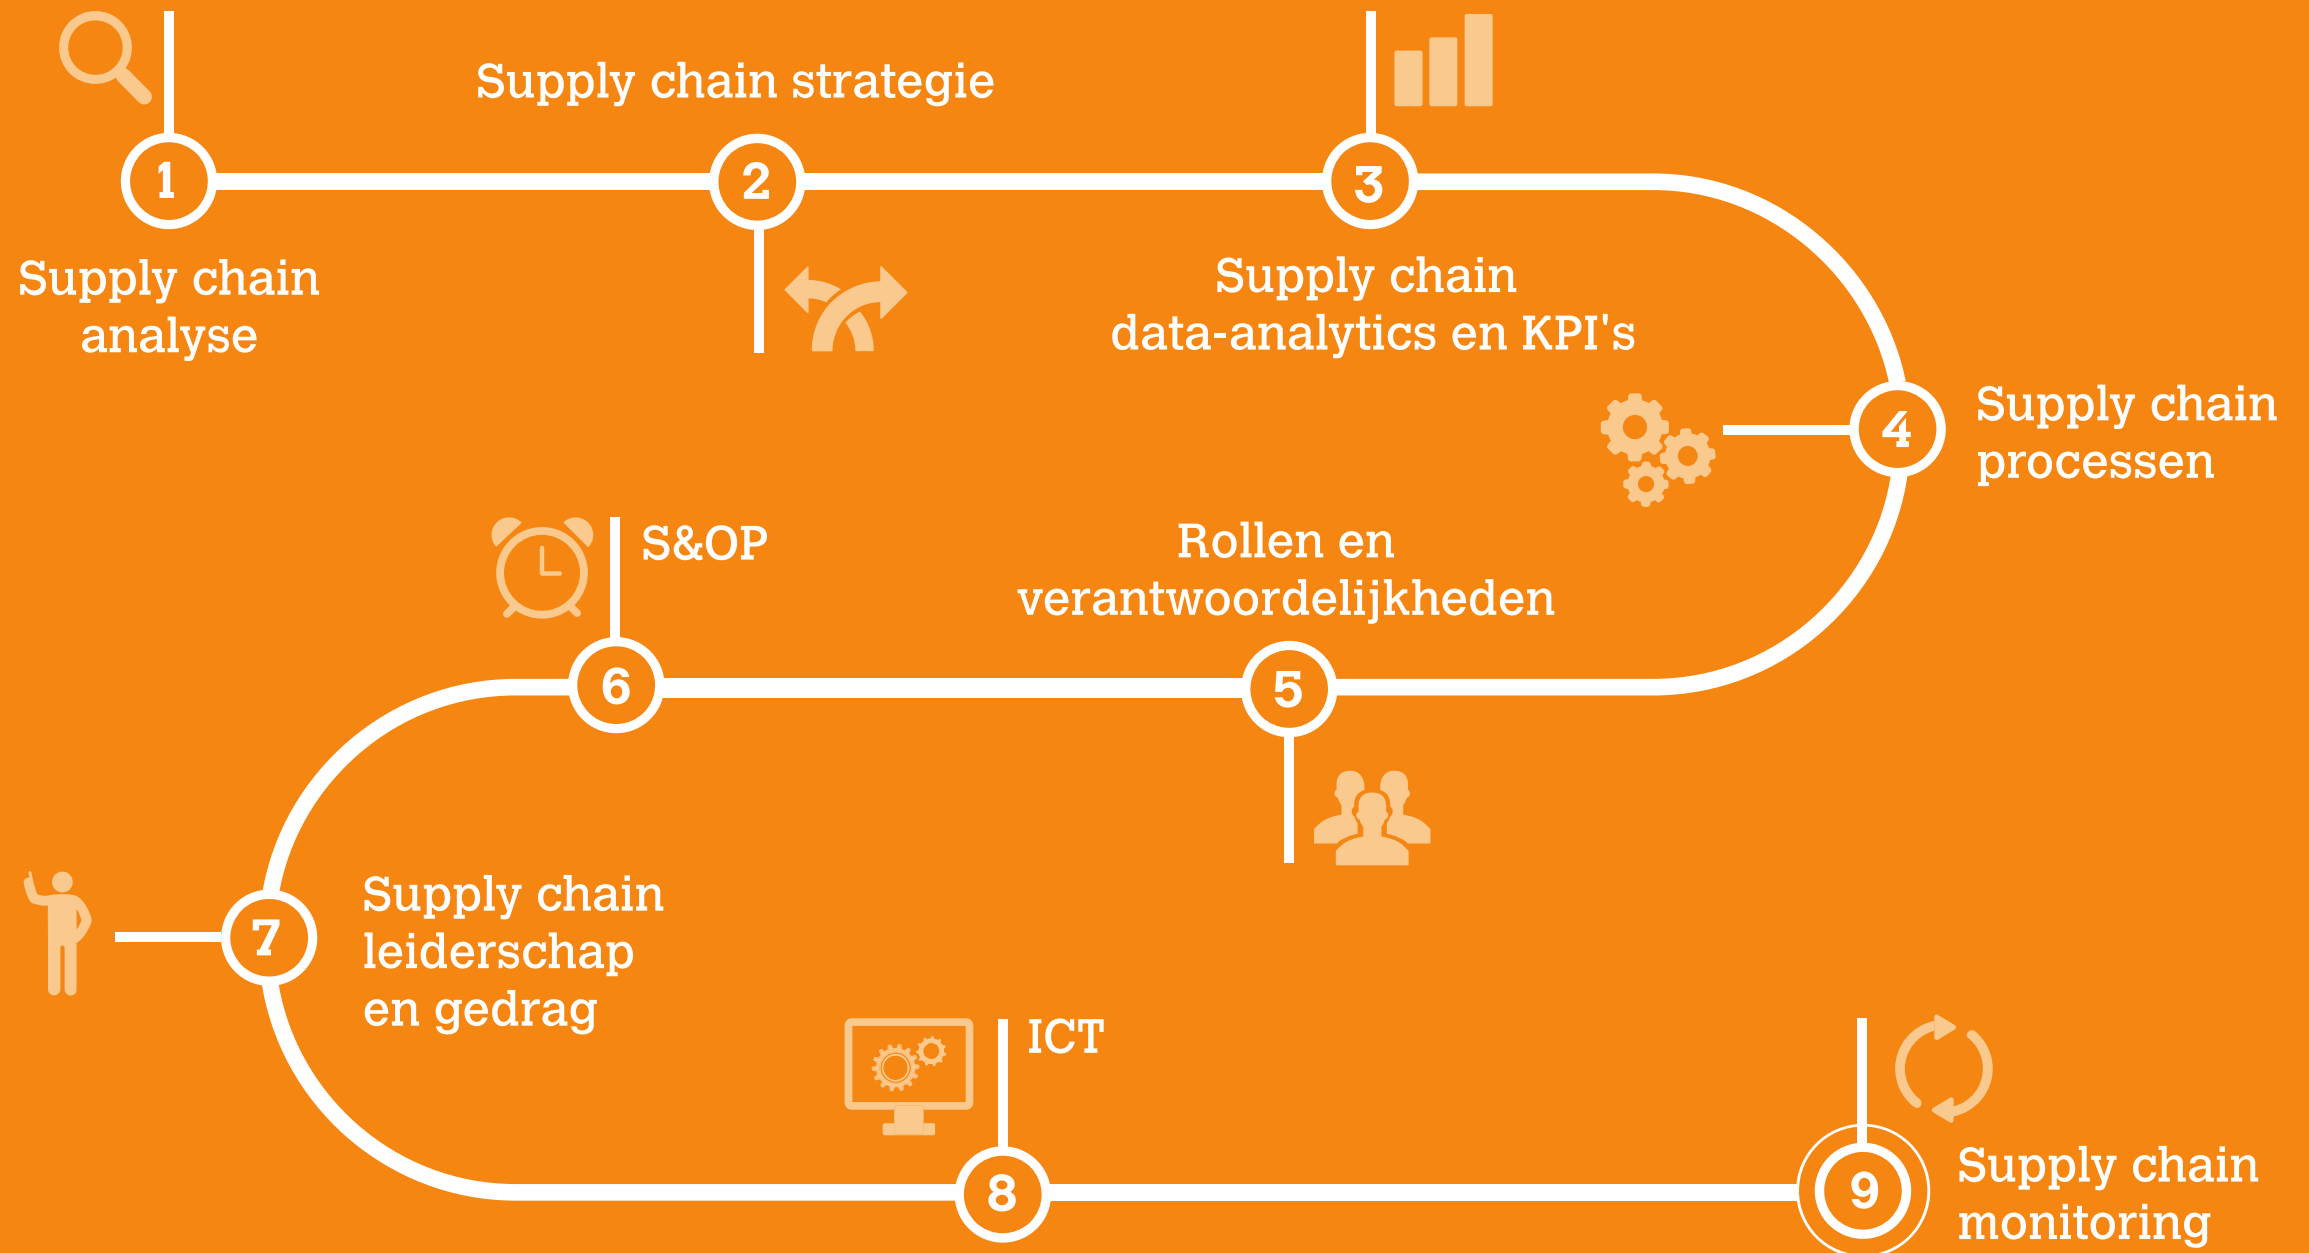 1
Supply chain
analyse
Supply chain strategie
2
3
Supply chain
data-analytics en KPI's
4
Supply chain
processen
Rollen en
verantwoordelijkheden
5
S&OP
6
7
Supply chain
leiderschap
en gedrag
ICT
8
9
Supply chain
monitoring